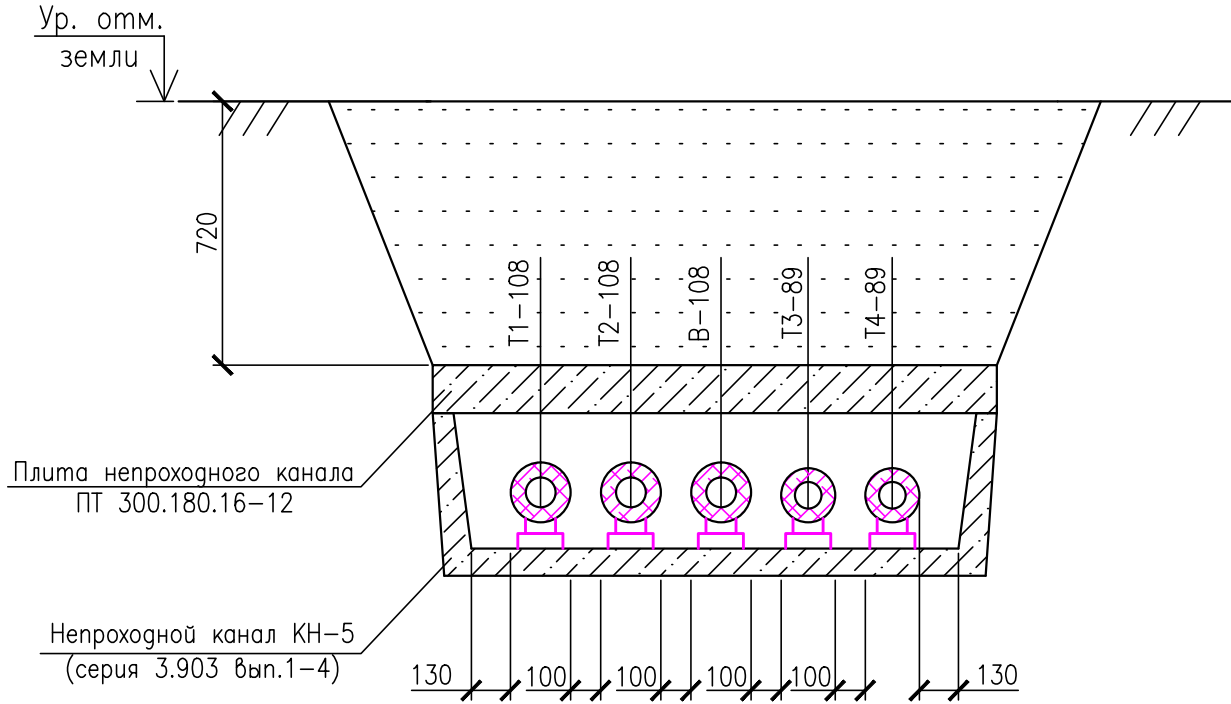 Ур. отм.
земли
720
Т1-108
Т2-108
В-108
Т3-89
Т4-89
Плита непроходного канала
ПТ 300.180.16-12
Непроходной канал КН-5
(серия 3.903 вып.1-4)
130
100
100
100
100
130